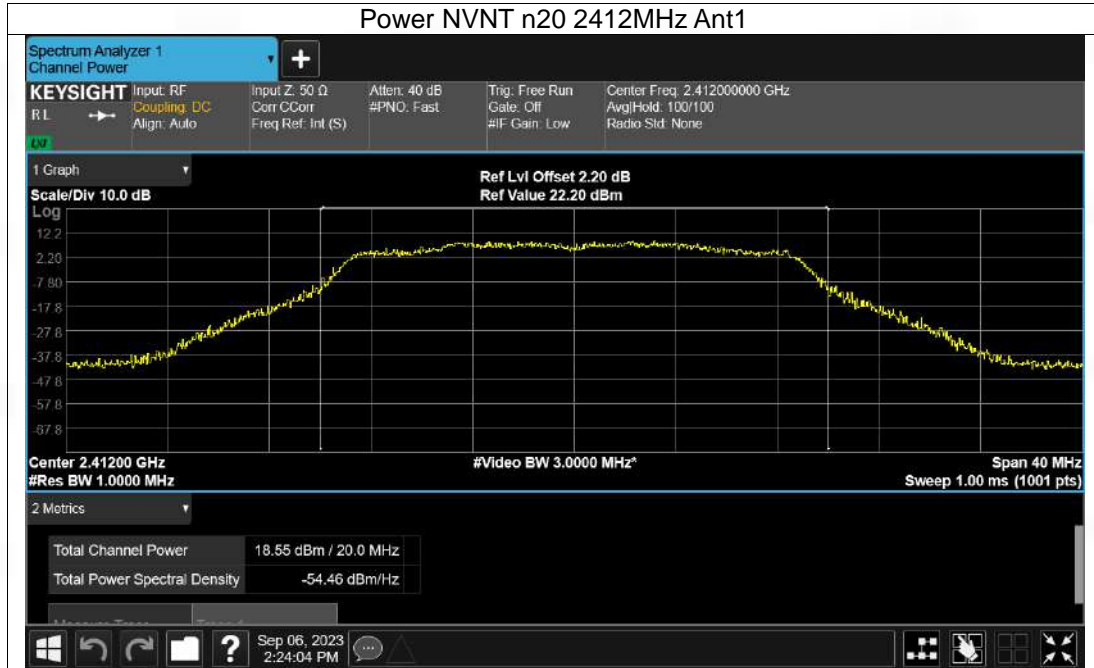 Power NVNT n20 2412MHz Ant1
Spectrum Analyzer 1
Channel Power
+
KEYSIGHT
RL
LXI
Input: RF
Coupling: DC
Align: Auto
Input Z: 50 Ω
Corr CCorr
Freq Ref: Int (S)
Atten: 40 dB
#PNO: Fast
Trig: Free Run
Gate: Off
#IF Gain: Low
Center Freq: 2.412000000 GHz
Avg|Hold: 100/100
Radio Std: None
1 Graph
Scale/Div 10.0 dB
Ref Lvl Offset 2.20 dB
Ref Value 22.20 dBm
Log
12.2
2.20
-7.80
-17.8
-27.8
-37.8
-47.8
-57.8
-67.8
Center 2.41200 GHz
#Res BW 1.0000 MHz
#Video BW 3.0000 MHz*
Span 40 MHz
Sweep 1.00 ms (1001 pts)
2 Metrics
Total Channel Power 18.55 dBm / 20.0 MHz
Total Power Spectral Density -54.46 dBm/Hz
?
Sep 06, 2023
2:24:04 PM